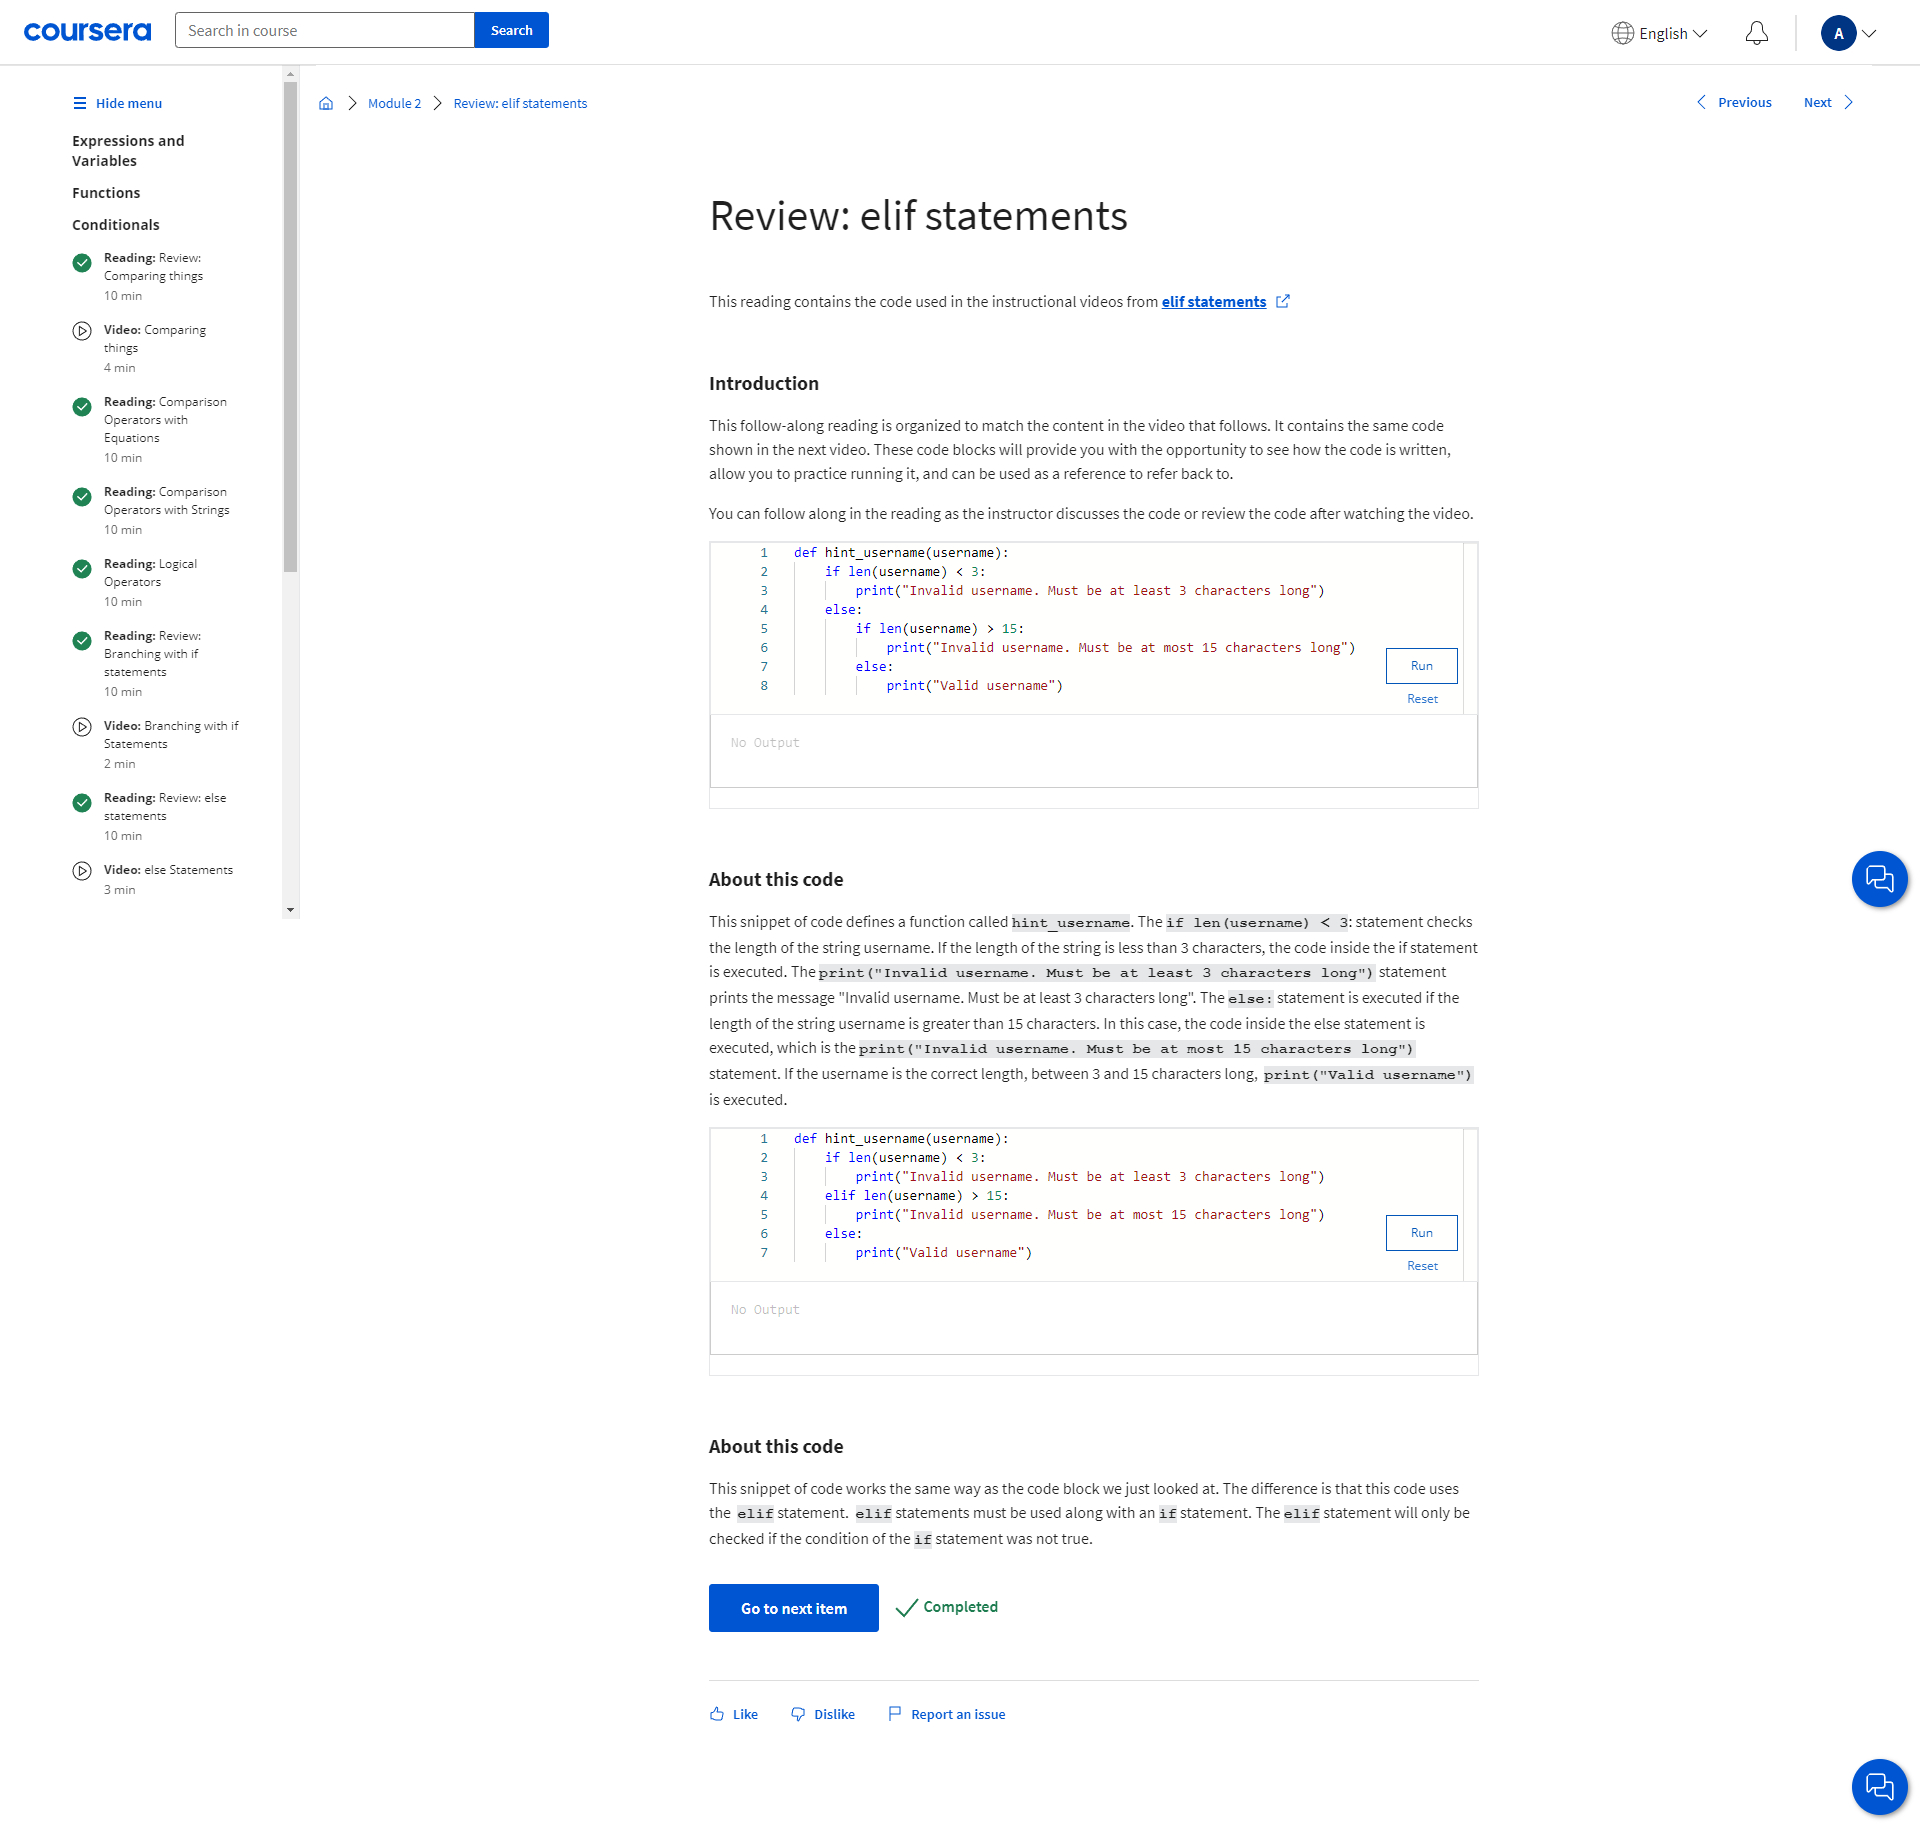 coursera
Search in course
Search
English
A
Hide menu
Expressions and
Variables
Functions
Conditionals
Reading: Review:
Comparing things
10 min
Video: Comparing
things
4 min
Reading: Comparison
Operators with
Equations
10 min
Reading: Comparison
Operators with Strings
10 min
Reading: Logical
Operators
10 min
Reading: Review:
Branching with if
statements
10 min
Video: Branching with if
Statements
2 min
Reading: Review: else
statements
10 min
Video: else Statements
3 min
Module 2
Review: elif statements
Previous
Next
Review: elif statements
This reading contains the code used in the instructional videos from elif statements
Introduction
This follow-along reading is organized to match the content in the video that follows. It contains the same code
shown in the next video. These code blocks will provide you with the opportunity to see how the code is written,
allow you to practice running it, and can be used as a reference to refer back to.
You can follow along in the reading as the instructor discusses the code or review the code after watching the video.
1 def hint_username(username):
2     if len(username) < 3:
3         print("Invalid username. Must be at least 3 characters long")
4     else:
5         if len(username) > 15:
6             print("Invalid username. Must be at most 15 characters long")
7         else:
8             print("Valid username")
Run
Reset
No Output
About this code
This snippet of code defines a function called hint_username. The if len(username) < 3: statement checks
the length of the string username. If the length of the string is less than 3 characters, the code inside the if statement
is executed. The print("Invalid username. Must be at least 3 characters long") statement
prints the message "Invalid username. Must be at least 3 characters long". The else: statement is executed if the
length of the string username is greater than 15 characters. In this case, the code inside the else statement is
executed, which is the print("Invalid username. Must be at most 15 characters long")
statement. If the username is the correct length, between 3 and 15 characters long, print("Valid username")
is executed.
1 def hint_username(username):
2     if len(username) < 3:
3         print("Invalid username. Must be at least 3 characters long")
4     elif len(username) > 15:
5         print("Invalid username. Must be at most 15 characters long")
6     else:
7         print("Valid username")
Run
Reset
No Output
About this code
This snippet of code works the same way as the code block we just looked at. The difference is that this code uses
the elif statement. elif statements must be used along with an if statement. The elif statement will only be
checked if the condition of the if statement was not true.
Go to next item
Completed
Like
Dislike
Report an issue